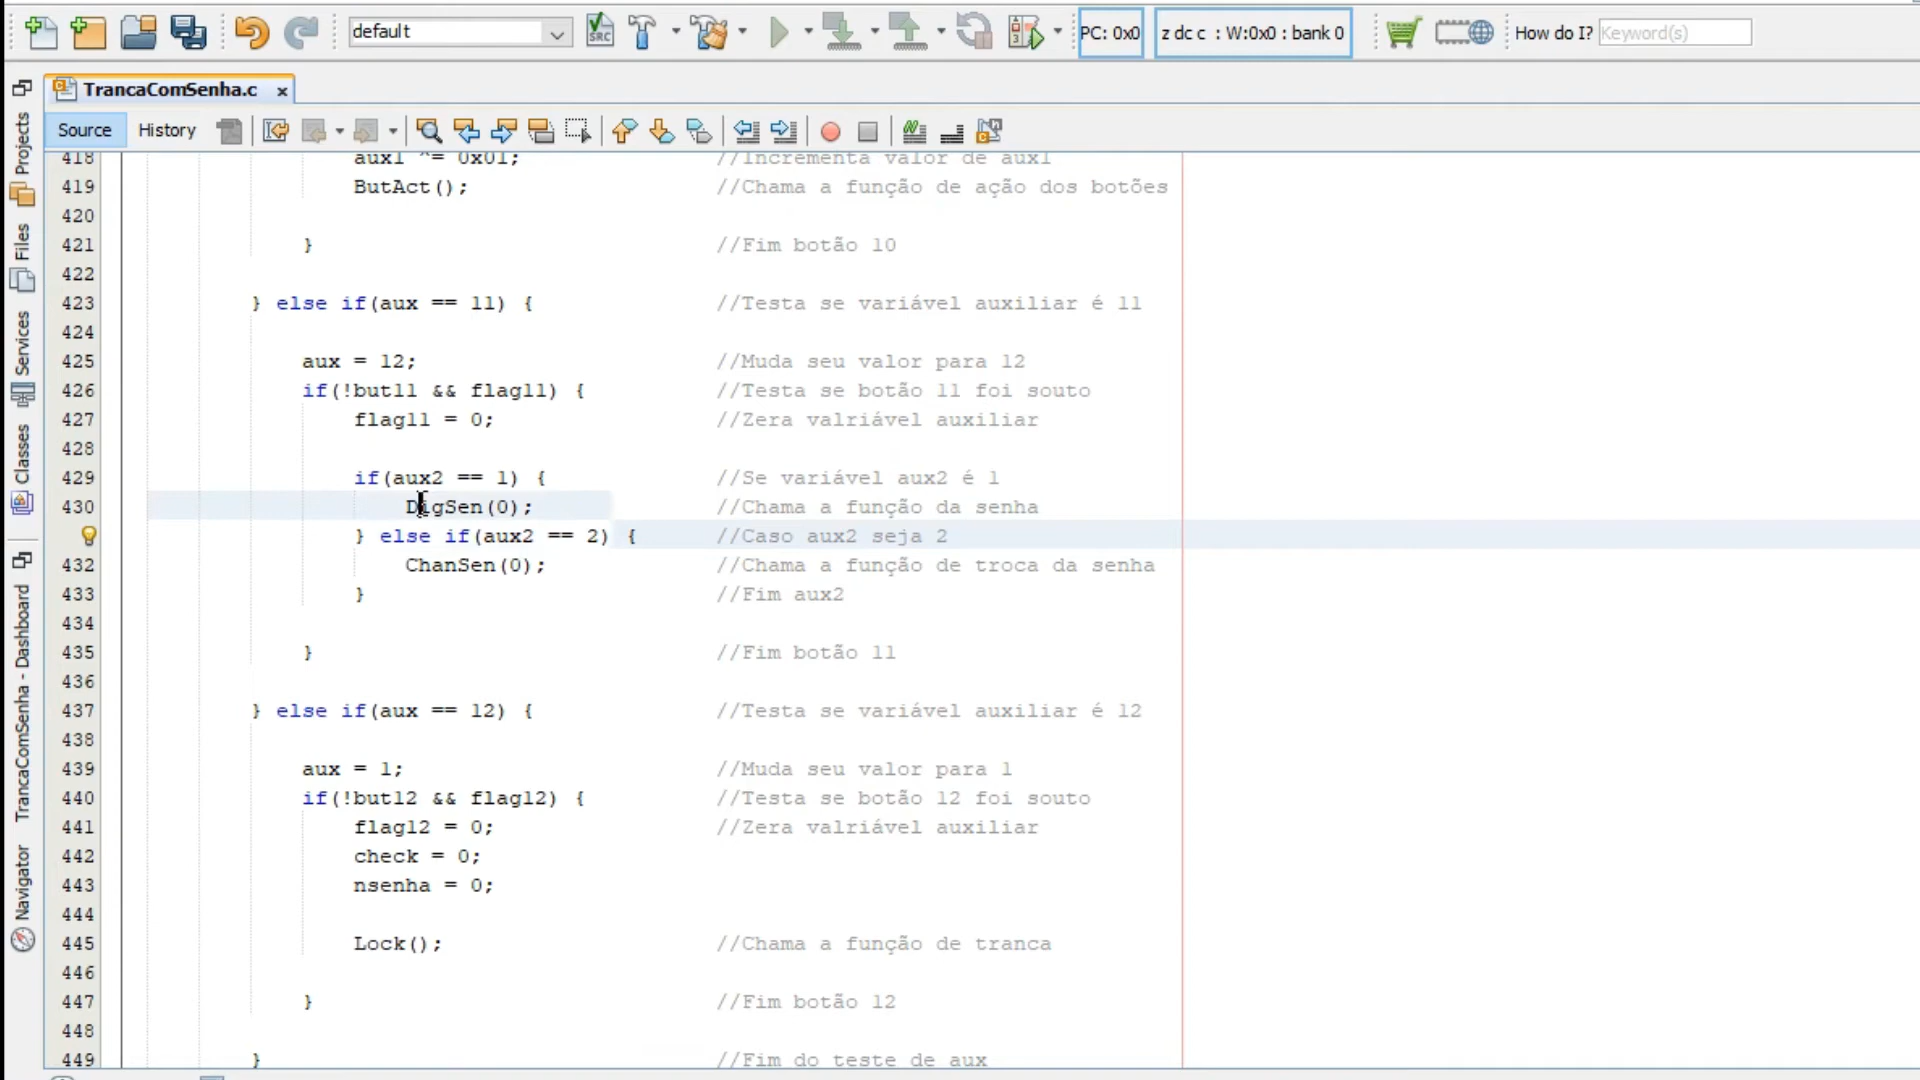 default
PC: 0x0
z dc c : W:0x0 : bank 0
How do I?
Keyword(s)
TrancaComSenha.c
Source
History
Projects
Files
Services
Classes
TrancaComSenha - Dashboard
Navigator
418 aux1 ^= 0x01; //Incrementa valor de aux1
419 ButAct(); //Chama a função de ação dos botões
420
421 } //Fim botão 10
422
423 } else if(aux == 11) { //Testa se variável auxiliar é 11
424
425 aux = 12; //Muda seu valor para 12
426 if(!but11 && flag11) { //Testa se botão 11 foi souto
427 flag11 = 0; //Zera valriável auxiliar
428
429 if(aux2 == 1) { //Se variável aux2 é 1
430 DigSen(0); //Chama a função da senha
} else if(aux2 == 2) { //Caso aux2 seja 2
432 ChanSen(0); //Chama a função de troca da senha
433 } //Fim aux2
434
435 } //Fim botão 11
436
437 } else if(aux == 12) { //Testa se variável auxiliar é 12
438
439 aux = 1; //Muda seu valor para 1
440 if(!but12 && flag12) { //Testa se botão 12 foi souto
441 flag12 = 0; //Zera valriável auxiliar
442 check = 0;
443 nsenha = 0;
444
445 Lock(); //Chama a função de tranca
446
447 } //Fim botão 12
448
449 } //Fim do teste de aux